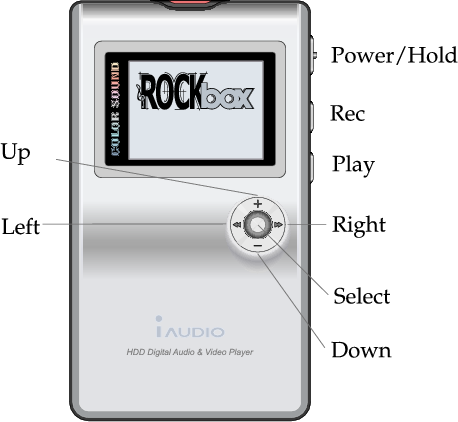 Power/Hold
COLOR SOUND
ROCKbox
Rec
Play
Up
+
Left
Right
−
Select
iAUDIO
Down
HDD Digital Audio & Video Player